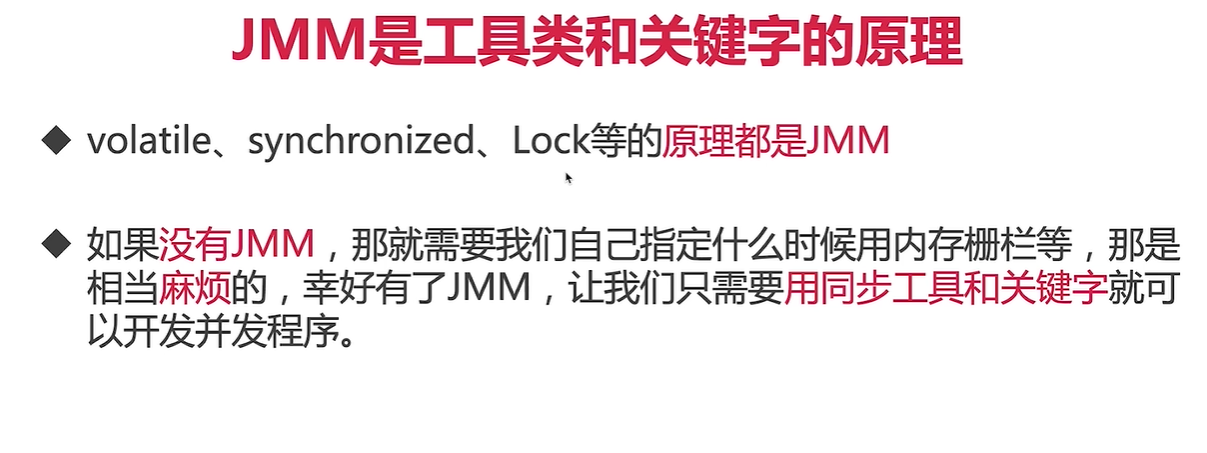 JMM是工具类和关键字的原理
◆ volatile、synchronized、Lock等的原理都是JMM
◆ 如果没有JMM，那就需要我们自己指定什么时候用内存栅栏等，那是
相当麻烦的，幸好有了JMM，让我们只需要用同步工具和关键字就可
以开发并发程序。